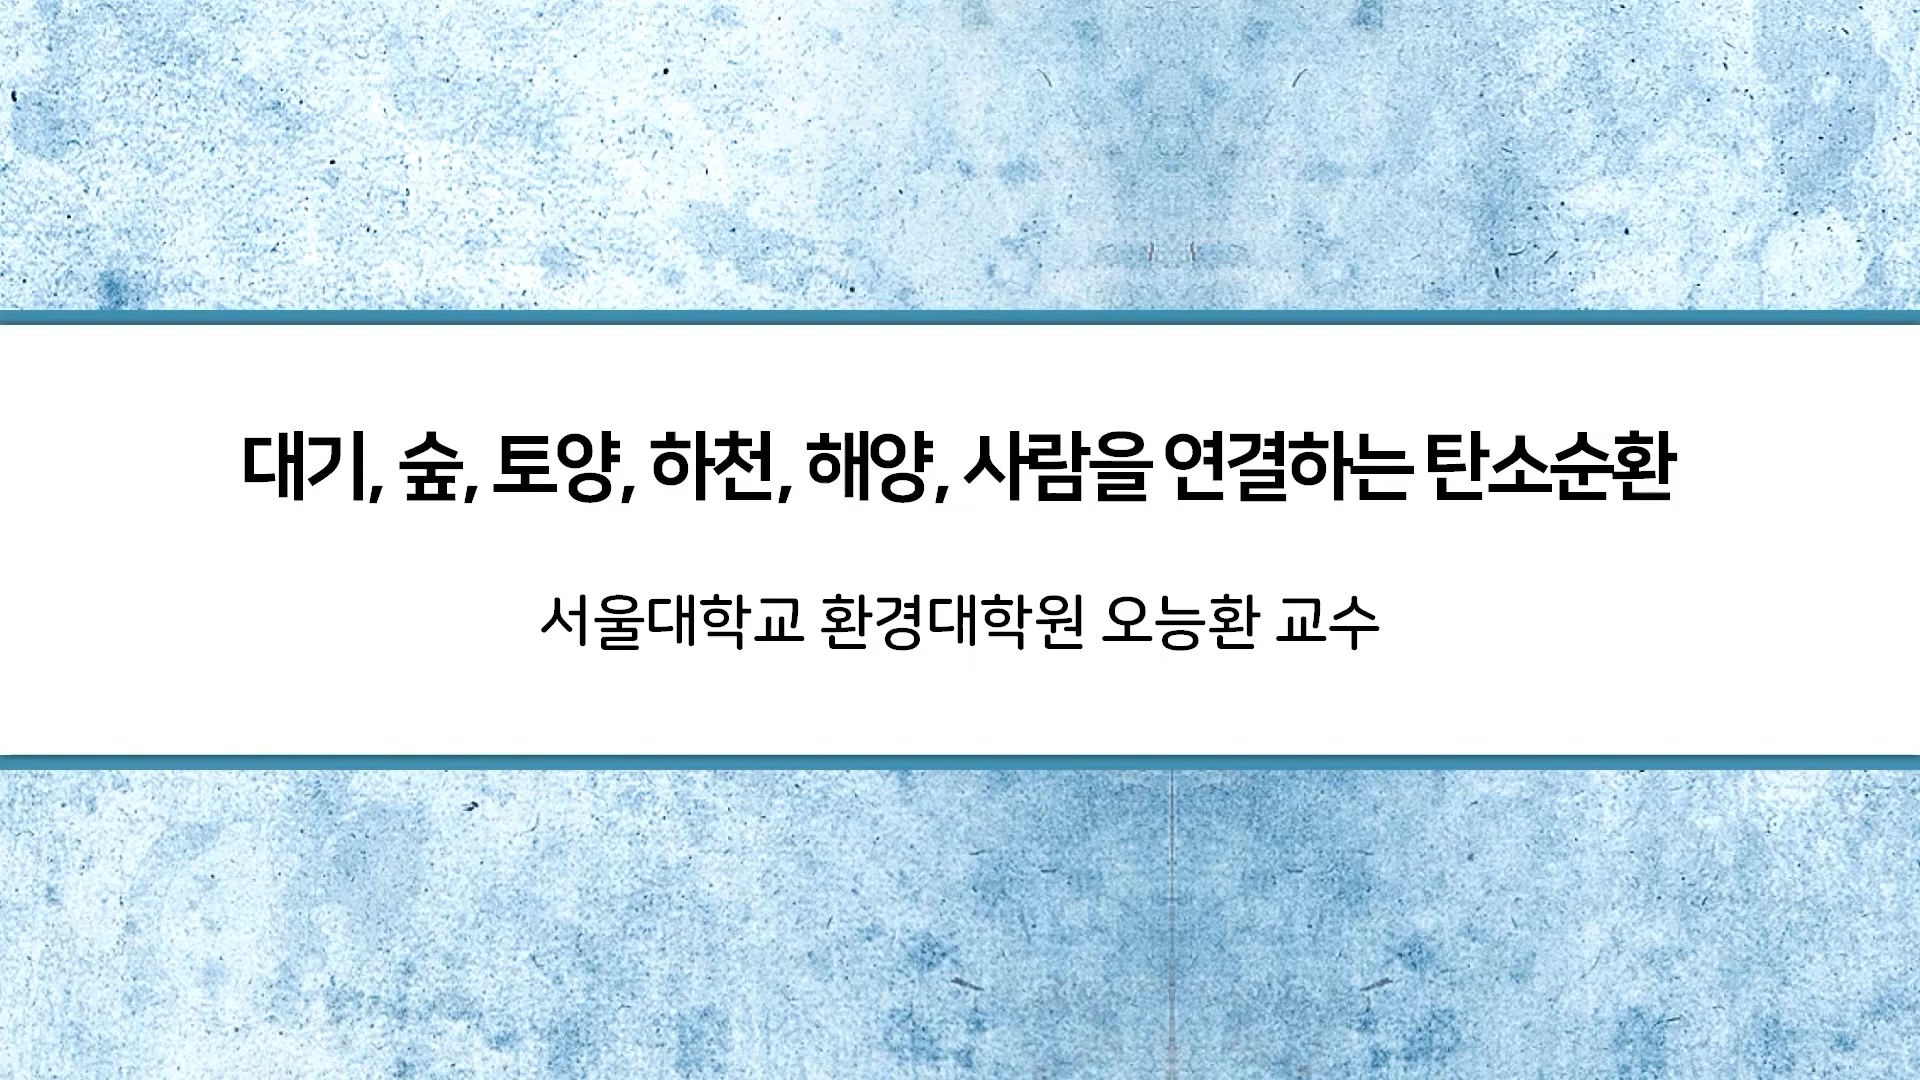 대기, 숲, 토양, 하천, 해양, 사람을 연결하는 탄소순환
서울대학교 환경대학원 오능환 교수